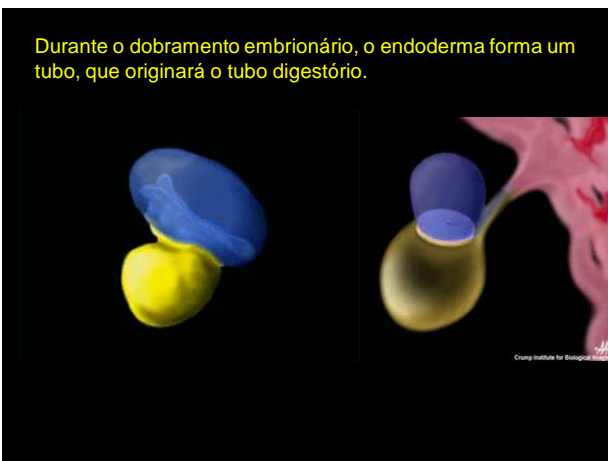 Durante o dobramento embrionário, o endoderma forma um
tubo, que originará o tubo digestório.
Crump Institute for Biological